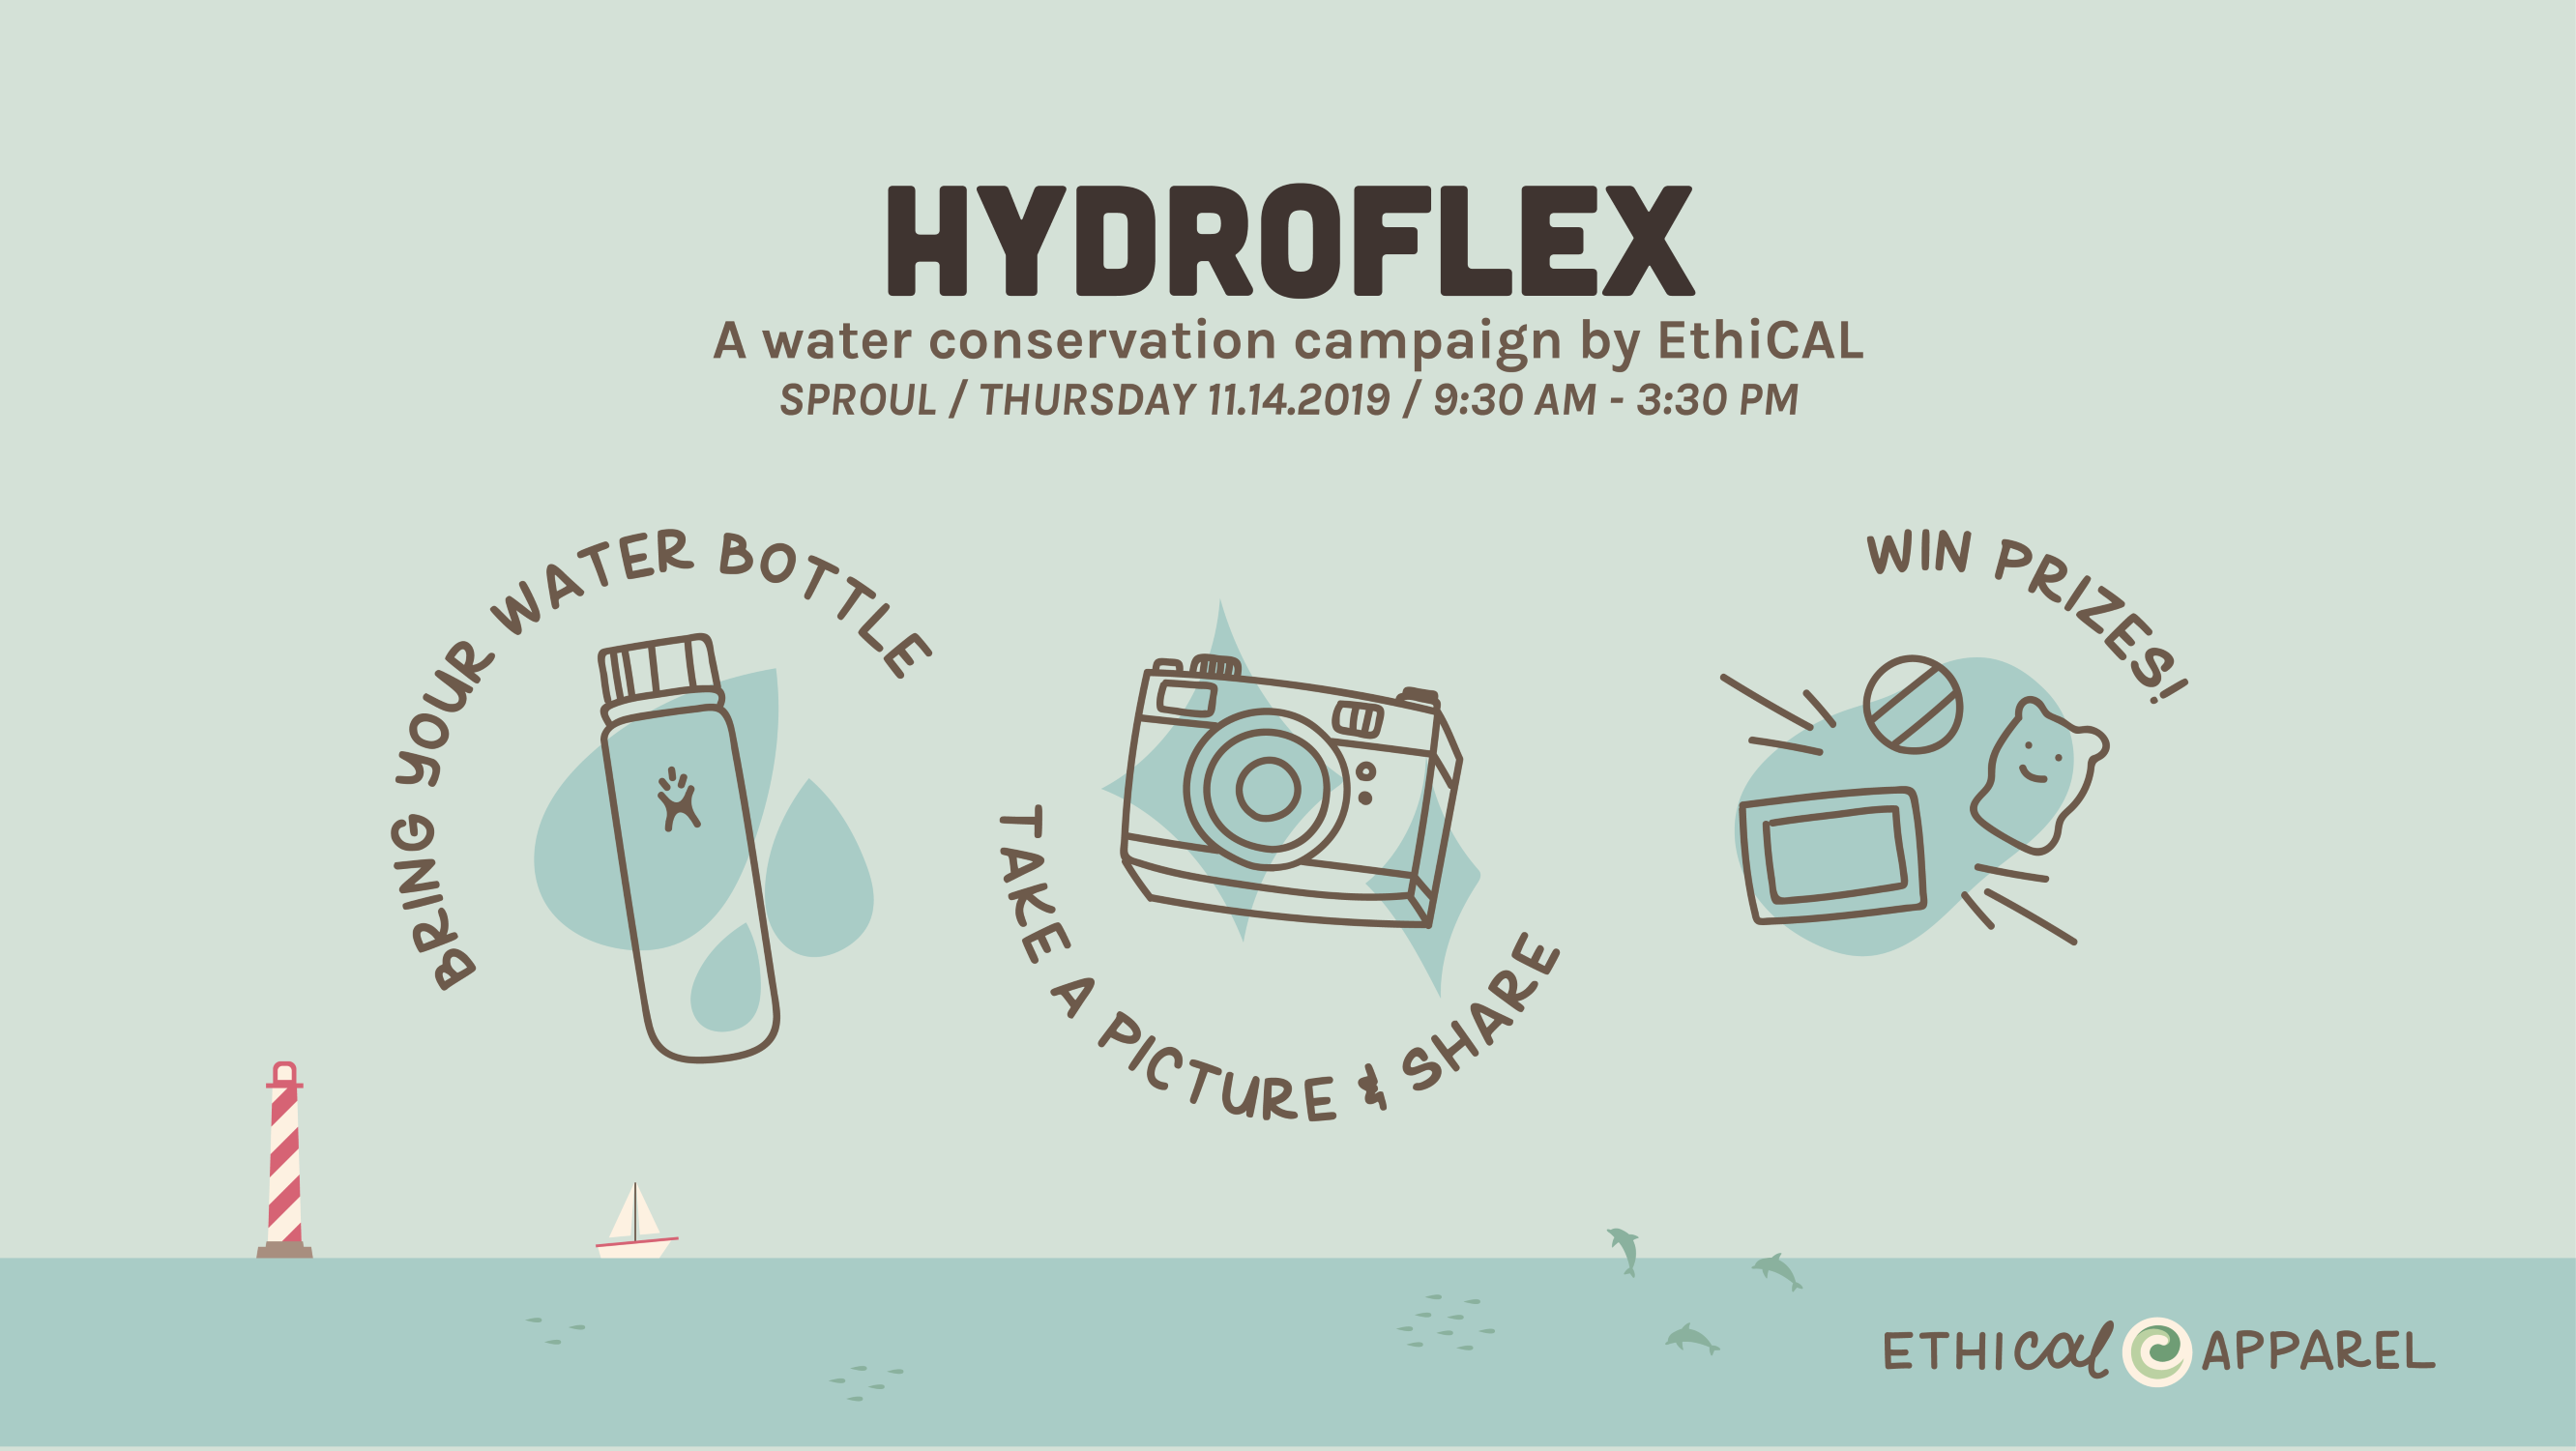 HYDROFLEX
A water conservation campaign by EthiCAL
SPROUL / THURSDAY 11.14.2019 / 9:30 AM - 3:30 PM
BRING YOUR WATER BOTTLE
TAKE A PICTURE & SHARE
WIN PRIZES!
ETHICal APPAREL